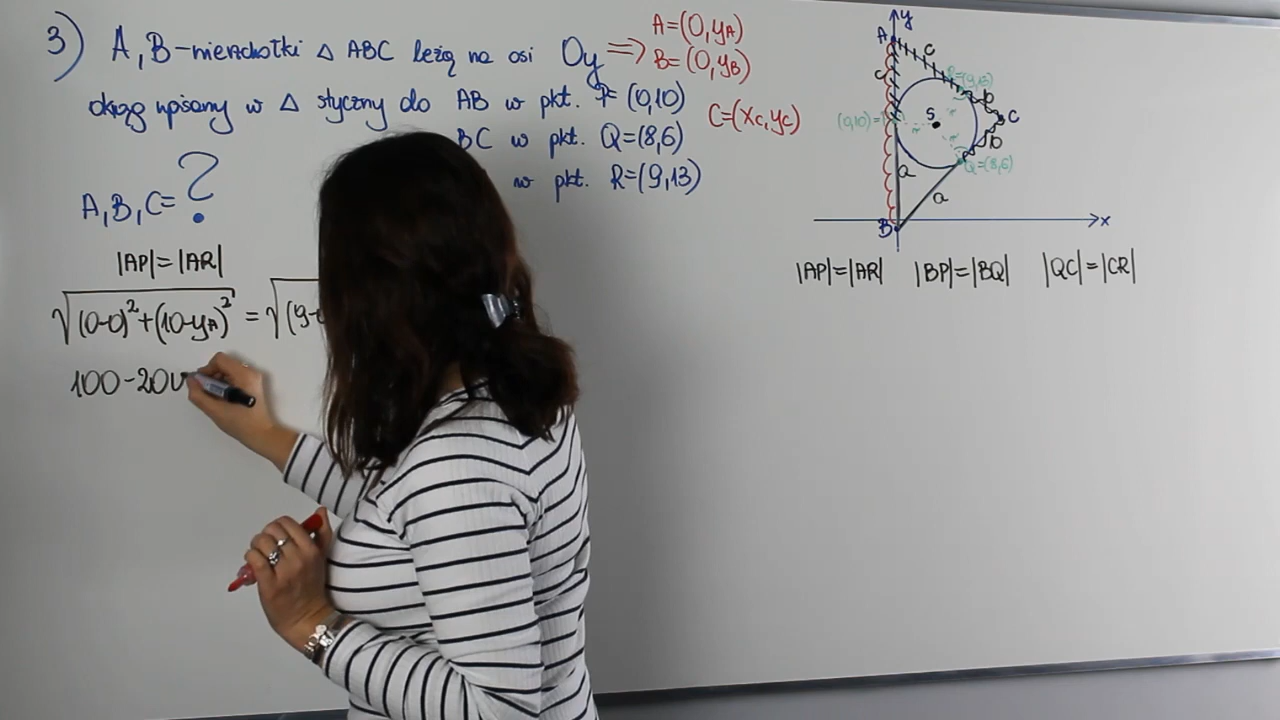 3) A, B - wierzchołki △ ABC leżą na osi Oy ⟹ A=(0,yA)
B=(0,yB)
okrąg wpisany w △ styczny do AB w pkt. P=(0,10)
C=(xc,yc)
BC w pkt. Q=(8,6)
w pkt. R=(9,13)
A,B,C=?
|AP|=|AR|
√(0-0)²+(10-yA)² = √(9-
100-20y
y
A
c
c
R=(9,13)
b
C
S
(0,10)=
b
Q=(8,6)
a
a
B
x
|AP|=|AR| |BP|=|BQ| |QC|=|CR|